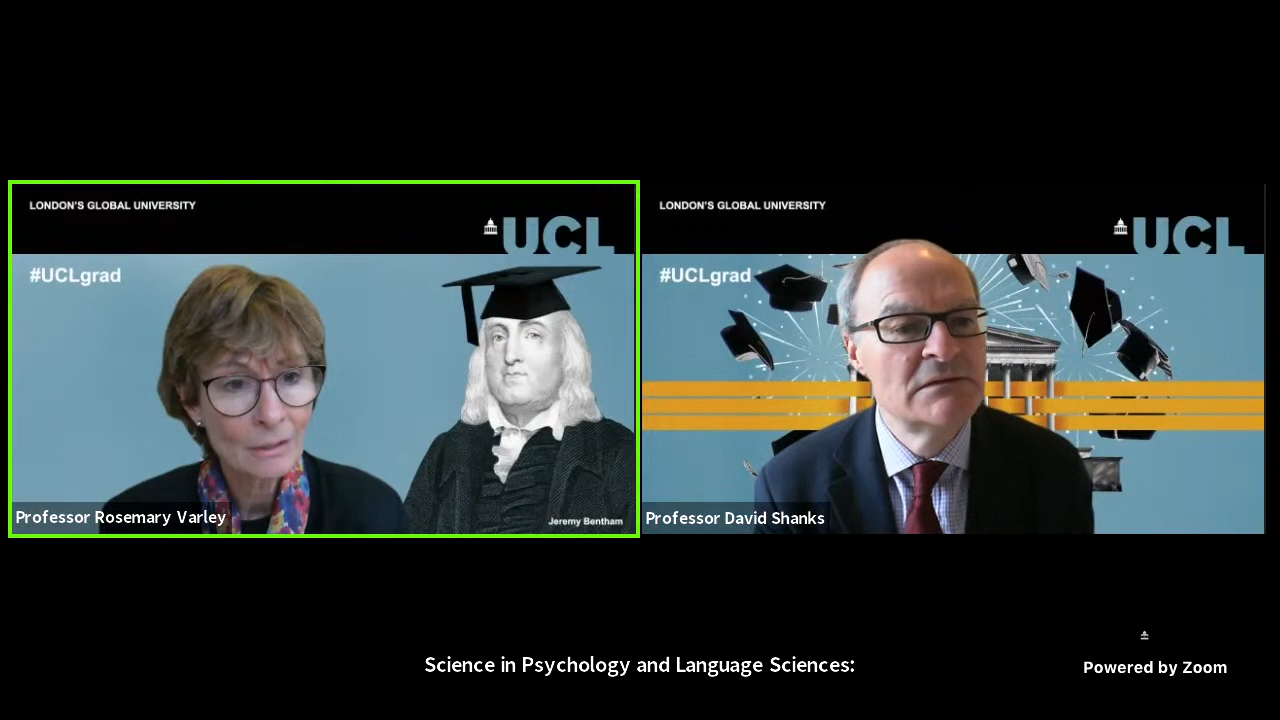 LONDON'S GLOBAL UNIVERSITY
UCL
#UCLgrad
Jeremy Bentham
Professor Rosemary Varley
LONDON'S GLOBAL UNIVERSITY
UCL
#UCLgrad
Professor David Shanks
Science in Psychology and Language Sciences:
Powered by Zoom